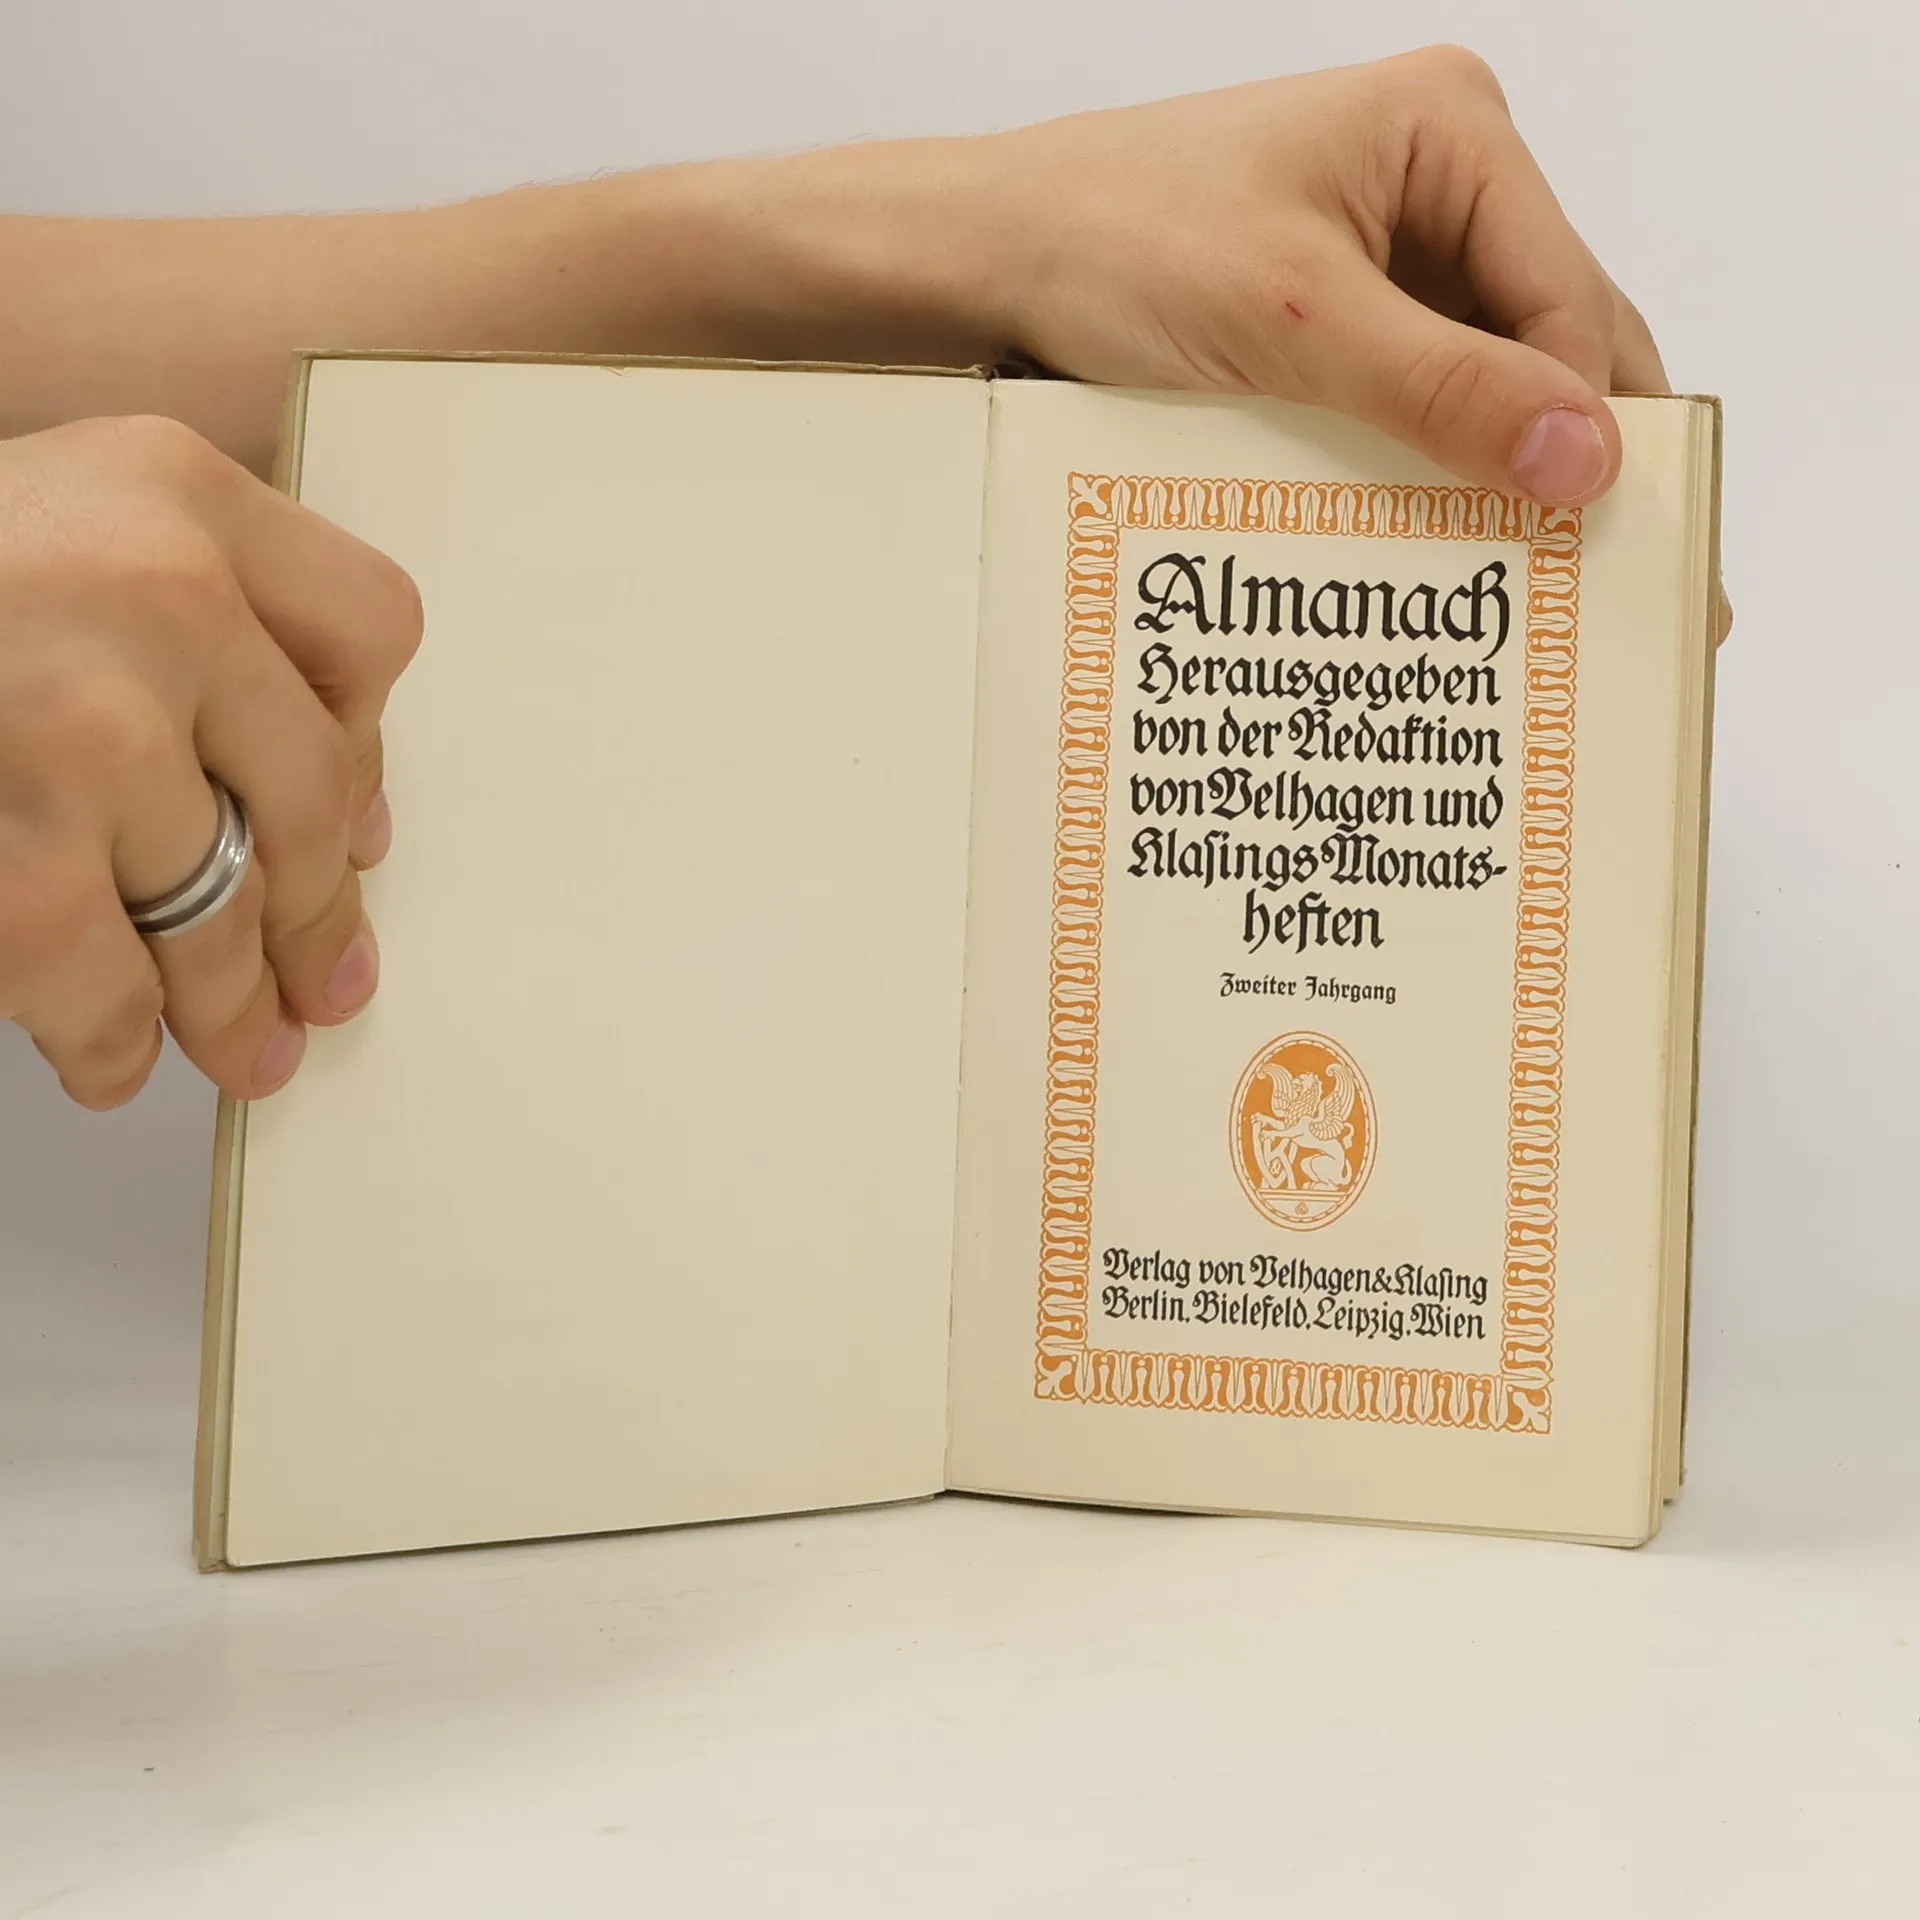 Almanach
Herausgegeben
von der Redaktion
von Velhagen und
Klaſings Monats-
heften
Zweiter Jahrgang
Verlag von Velhagen & Klaſing
Berlin. Bielefeld. Leipzig. Wien